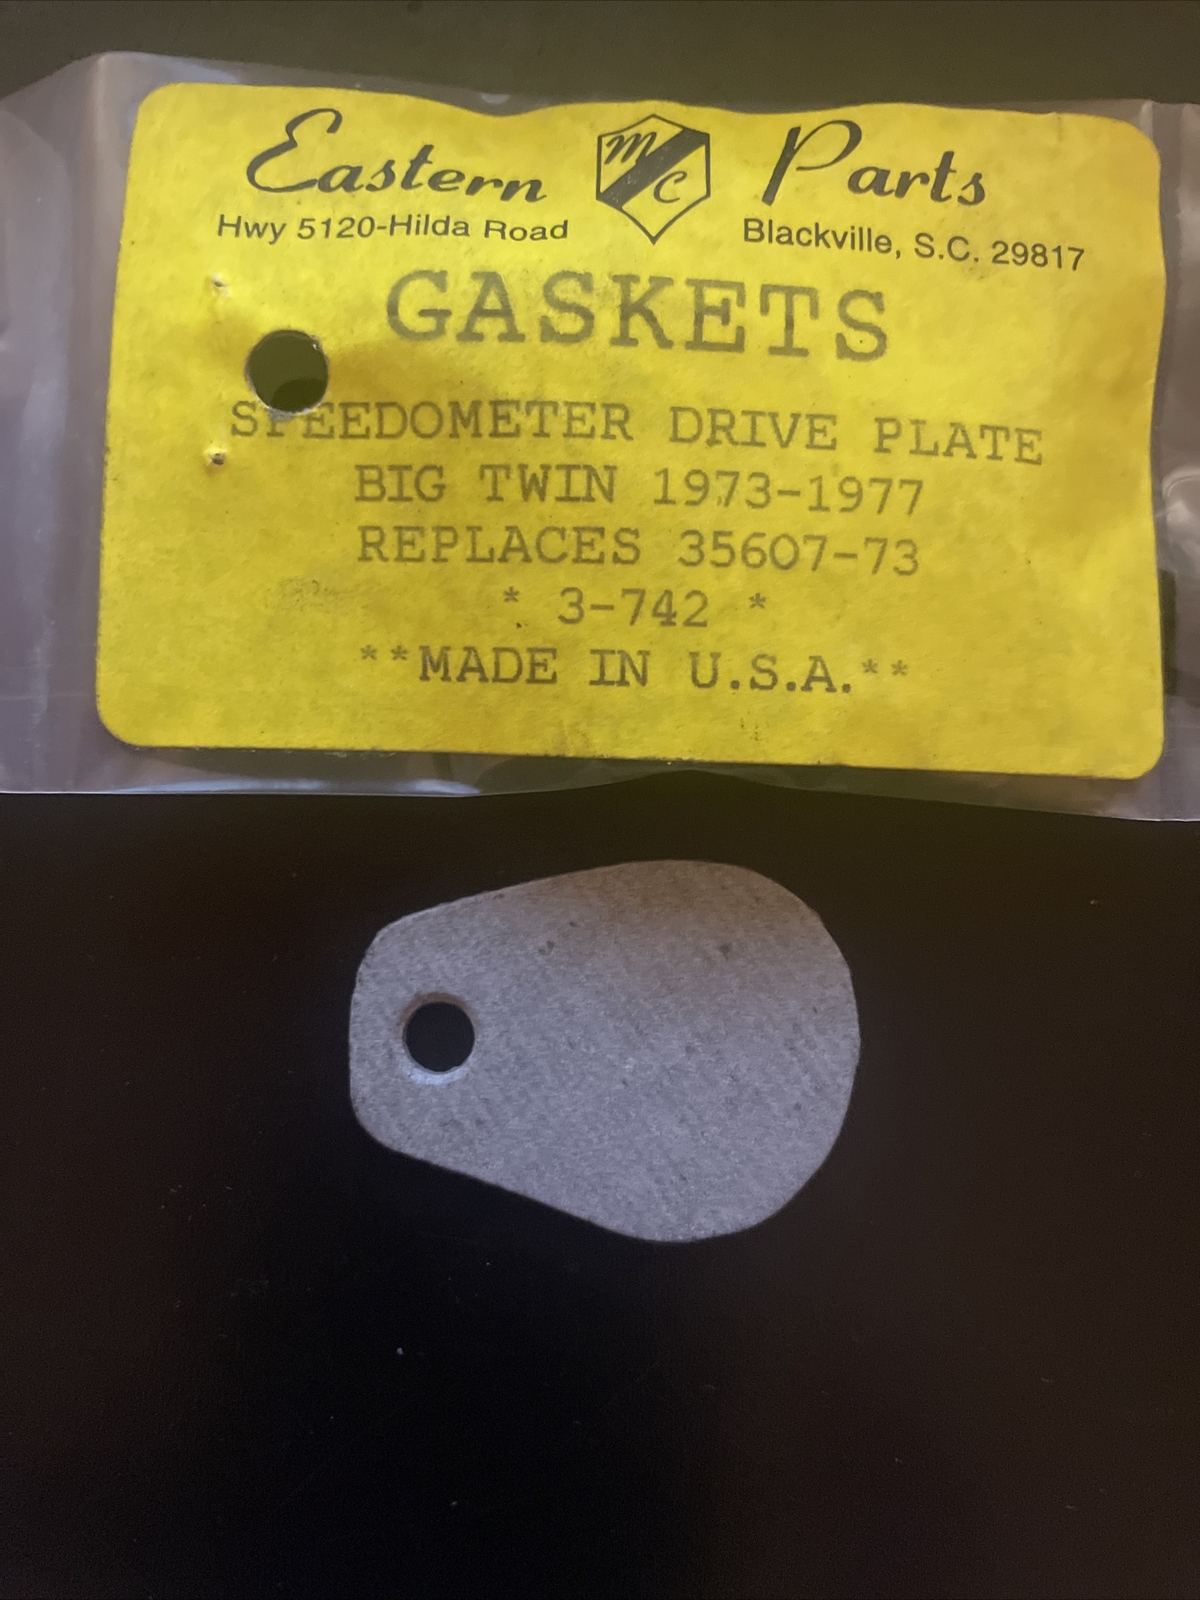 Eastern M/C Parts
Hwy 5120-Hilda Road Blackville, S.C. 29817
GASKETS
SPEEDOMETER DRIVE PLATE
BIG TWIN 1973-1977
REPLACES 35607-73
* 3-742 *
**MADE IN U.S.A.**